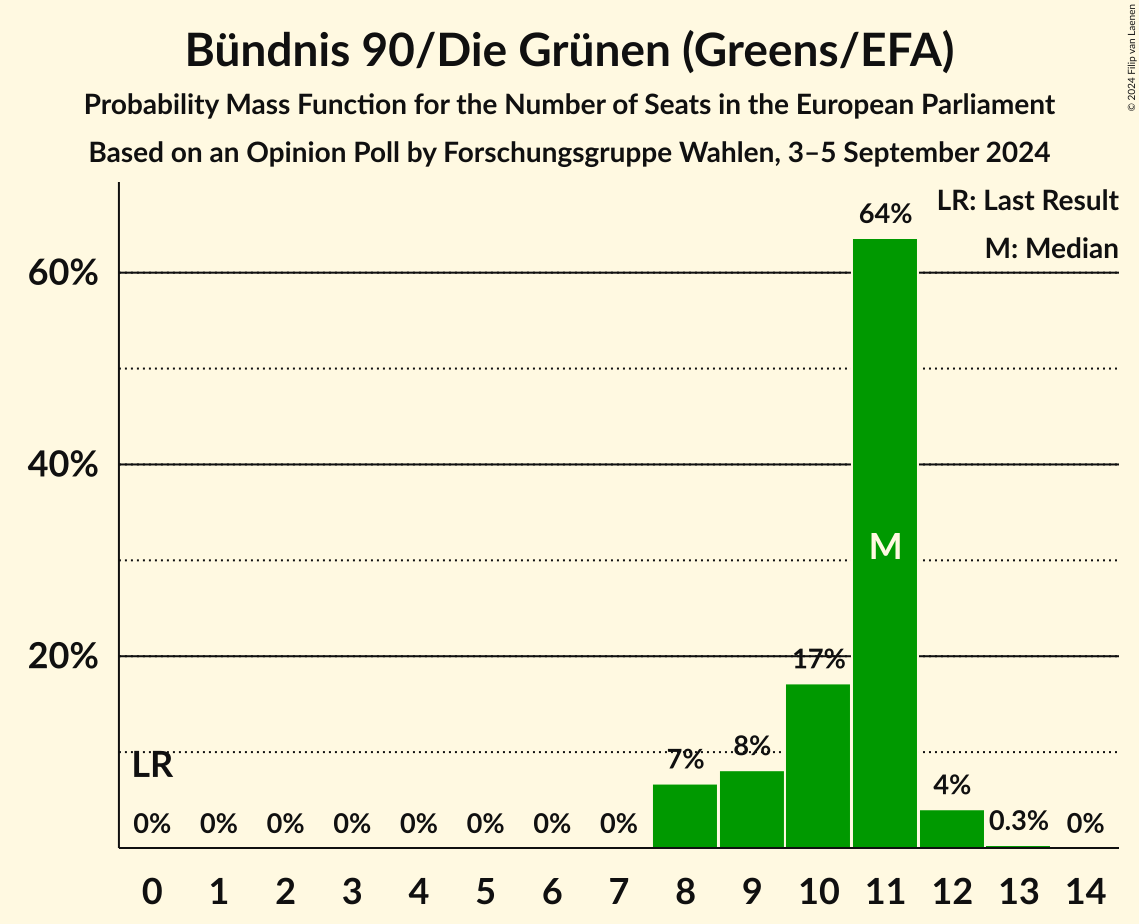 Bündnis 90/Die Grünen (Greens/EFA)
Probability Mass Function for the Number of Seats in the European Parliament
Based on an Opinion Poll by Forschungsgruppe Wahlen, 3–5 September 2024
© 2024 Filip van Laenen
LR: Last Result
M: Median
64%
60%
40%
M
20%
17%
LR
7%
8%
4%
0% 0% 0% 0% 0% 0% 0% 0% 0.3% 0%
0 1 2 3 4 5 6 7 8 9 10 11 12 13 14